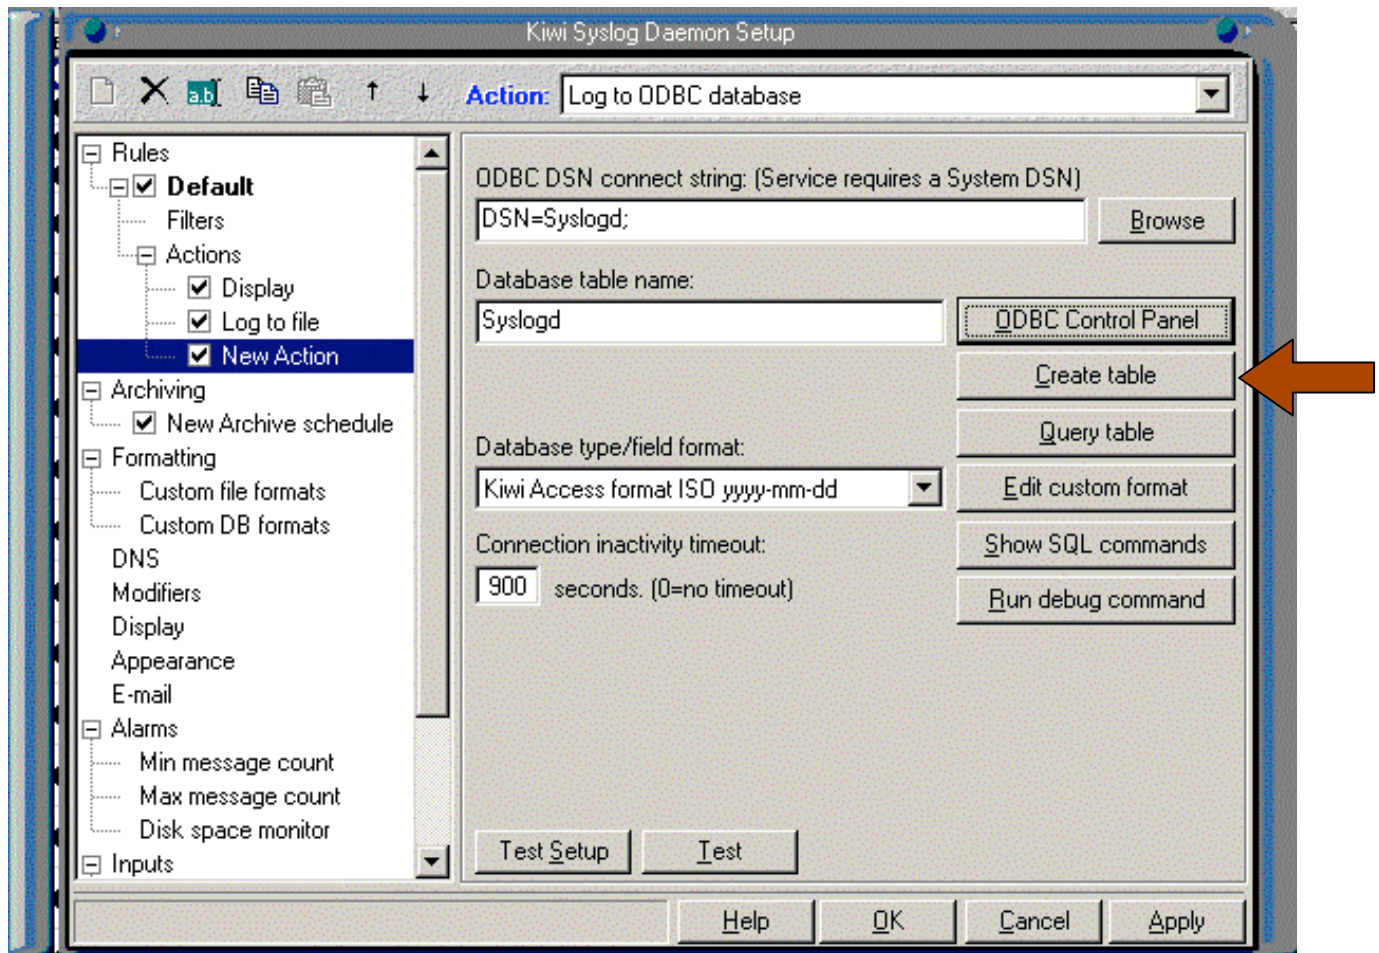 Kiwi Syslog Daemon Setup
a.b
Action: Log to ODBC database
Rules
Default
Filters
Actions
Display
Log to file
New Action
Archiving
New Archive schedule
Formatting
Custom file formats
Custom DB formats
DNS
Modifiers
Display
Appearance
E-mail
Alarms
Min message count
Max message count
Disk space monitor
Inputs
ODBC DSN connect string: (Service requires a System DSN)
DSN=Syslogd;
Browse
Database table name:
Syslogd
ODBC Control Panel
Create table
Query table
Database type/field format:
Kiwi Access format ISO yyyy-mm-dd
Edit custom format
Connection inactivity timeout:
Show SQL commands
900 seconds. (0=no timeout)
Run debug command
Test Setup
Test
Help
OK
Cancel
Apply